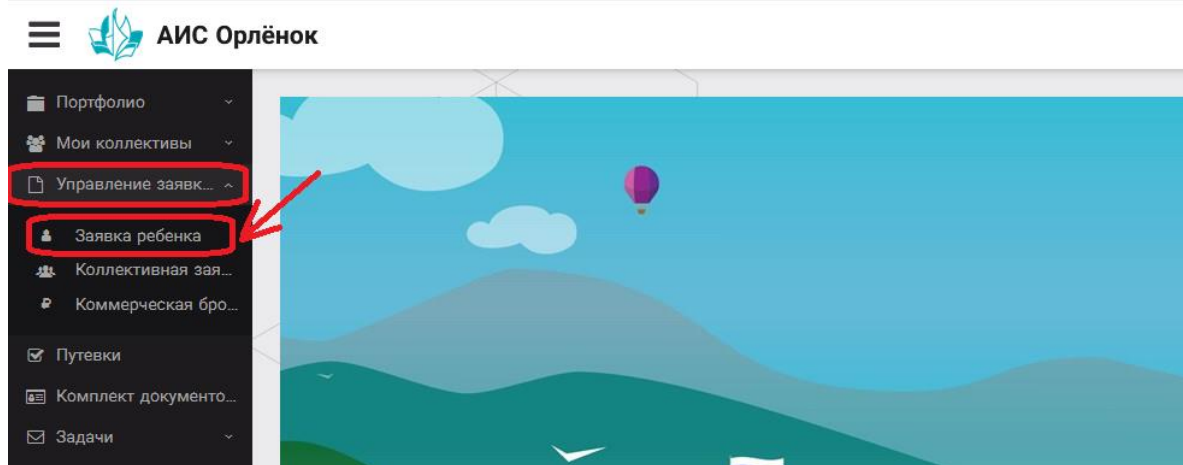 АИС Орлёнок
Портфолио
Мои коллективы
Управление заявк...
Заявка ребенка
Коллективная зая...
Коммерческая бро...
Путевки
Комплект документо...
Задачи